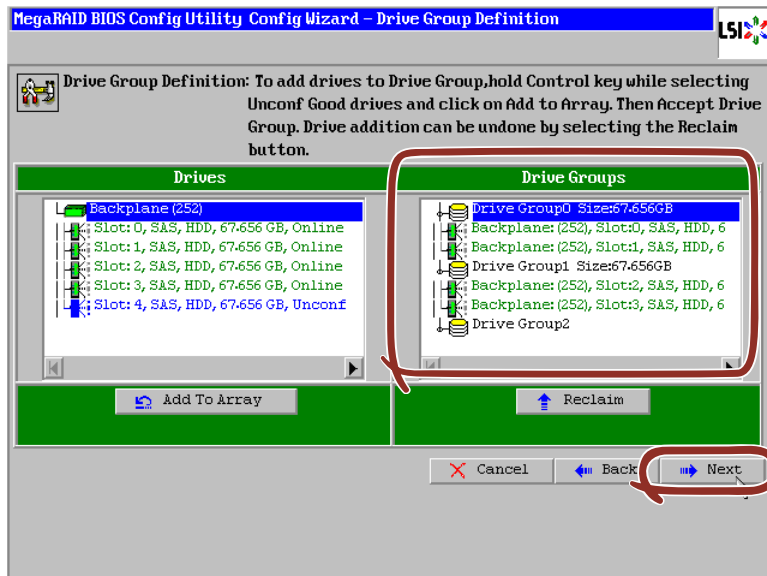 MegaRAID BIOS Config Utility Config Wizard – Drive Group Definition
LSI
Drive Group Definition: To add drives to Drive Group,hold Control key while selecting
Unconf Good drives and click on Add to Array. Then Accept Drive
Group. Drive addition can be undone by selecting the Reclaim
button.
Drives
Backplane (252)
Slot: 0, SAS, HDD, 67.656 GB, Online
Slot: 1, SAS, HDD, 67.656 GB, Online
Slot: 2, SAS, HDD, 67.656 GB, Online
Slot: 3, SAS, HDD, 67.656 GB, Online
Slot: 4, SAS, HDD, 67.656 GB, Unconf
Add To Array
Drive Groups
Drive Group0 Size:67.656GB
Backplane: (252), Slot:0, SAS, HDD, 6
Backplane: (252), Slot:1, SAS, HDD, 6
Drive Group1 Size:67.656GB
Backplane: (252), Slot:2, SAS, HDD, 6
Backplane: (252), Slot:3, SAS, HDD, 6
Drive Group2
Reclaim
Cancel
Back
Next